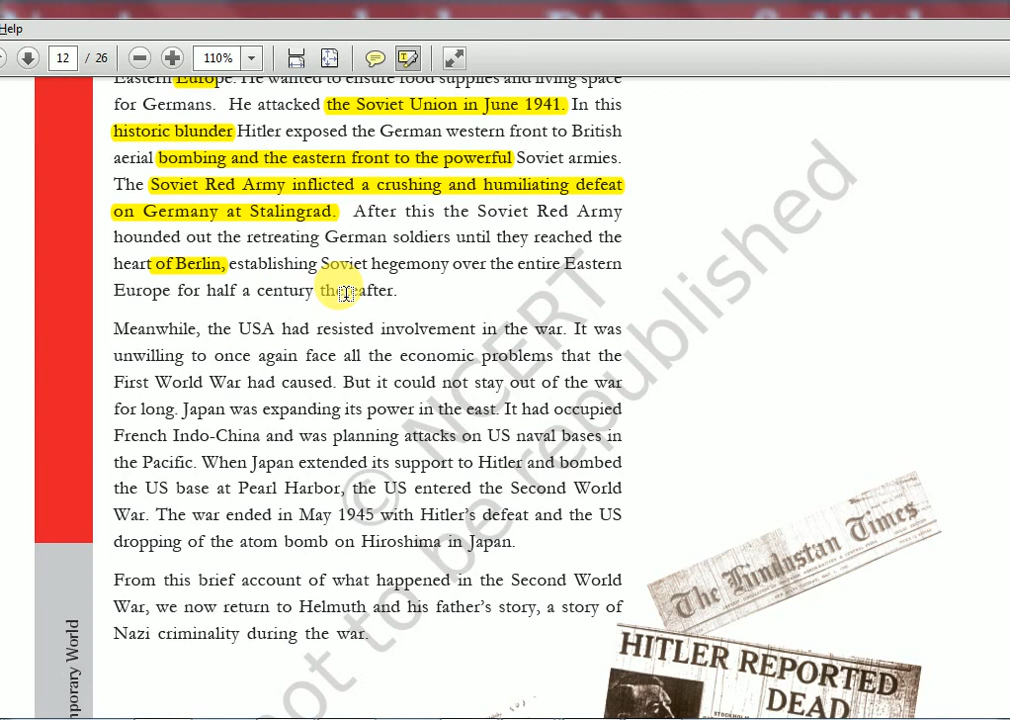 Help
12 / 26 110%
Eastern Europe. He wanted to ensure food supplies and living space
for Germans. He attacked the Soviet Union in June 1941. In this
historic blunder Hitler exposed the German western front to British
aerial bombing and the eastern front to the powerful Soviet armies.
The Soviet Red Army inflicted a crushing and humiliating defeat
on Germany at Stalingrad. After this the Soviet Red Army
hounded out the retreating German soldiers until they reached the
heart of Berlin, establishing Soviet hegemony over the entire Eastern
Europe for half a century thereafter.
Meanwhile, the USA had resisted involvement in the war. It was
unwilling to once again face all the economic problems that the
First World War had caused. But it could not stay out of the war
for long. Japan was expanding its power in the east. It had occupied
French Indo-China and was planning attacks on US naval bases in
the Pacific. When Japan extended its support to Hitler and bombed
the US base at Pearl Harbor, the US entered the Second World
War. The war ended in May 1945 with Hitler's defeat and the US
dropping of the atom bomb on Hiroshima in Japan.
From this brief account of what happened in the Second World
War, we now return to Helmuth and his father's story, a story of
Nazi criminality during the war.
mporary World
© NCERT
not to be republished
The Hindustan Times
HITLER REPORTED
DEAD